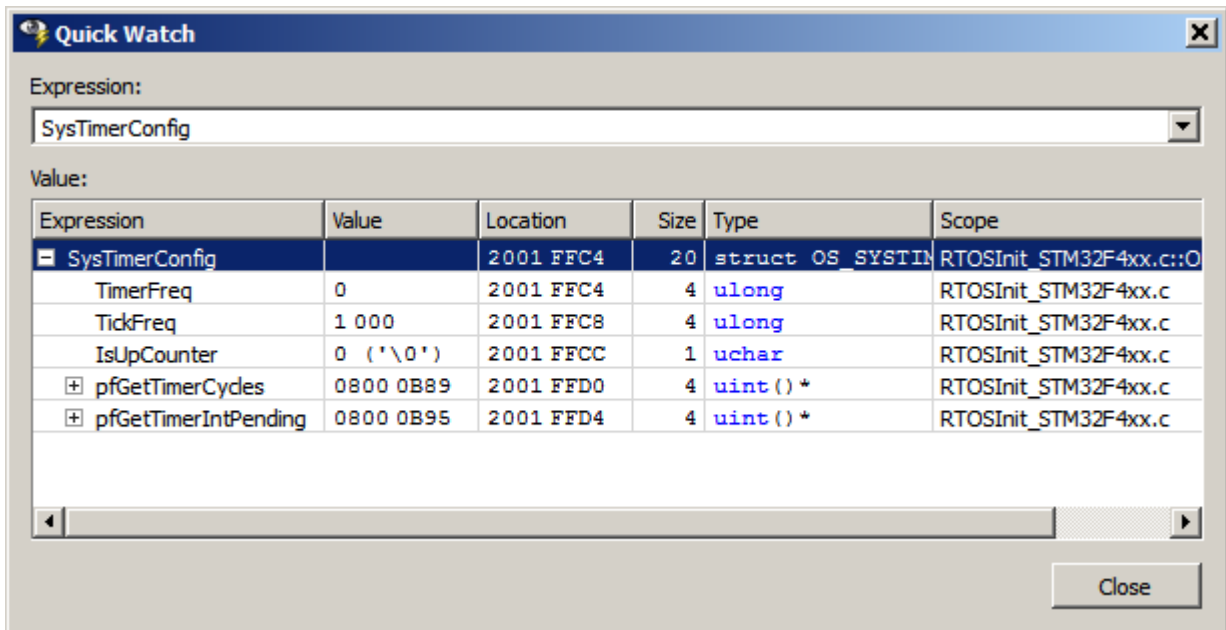 Quick Watch
Expression:
SysTimerConfig
Value:
Expression Value Location Size Type Scope
SysTimerConfig 2001 FFC4 20 struct OS_SYSTIM RTOSInit_STM32F4xx.c::O
TimerFreq 0 2001 FFC4 4 ulong RTOSInit_STM32F4xx.c
TickFreq 1 000 2001 FFC8 4 ulong RTOSInit_STM32F4xx.c
IsUpCounter 0 ('\0') 2001 FFCC 1 uchar RTOSInit_STM32F4xx.c
pfGetTimerCycles 0800 0B89 2001 FFD0 4 uint()* RTOSInit_STM32F4xx.c
pfGetTimerIntPending 0800 0B95 2001 FFD4 4 uint()* RTOSInit_STM32F4xx.c
Close